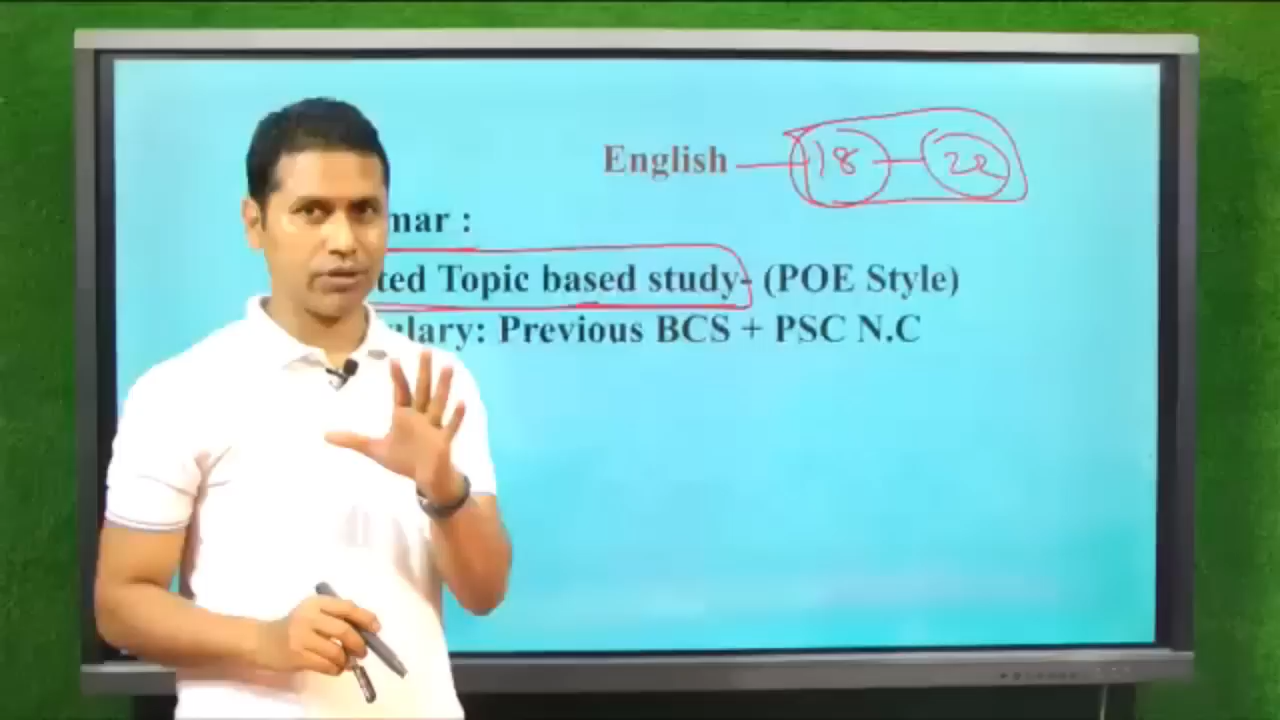 English — 18 — 22
mar :
ted Topic based study- (POE Style)
ulary: Previous BCS + PSC N.C